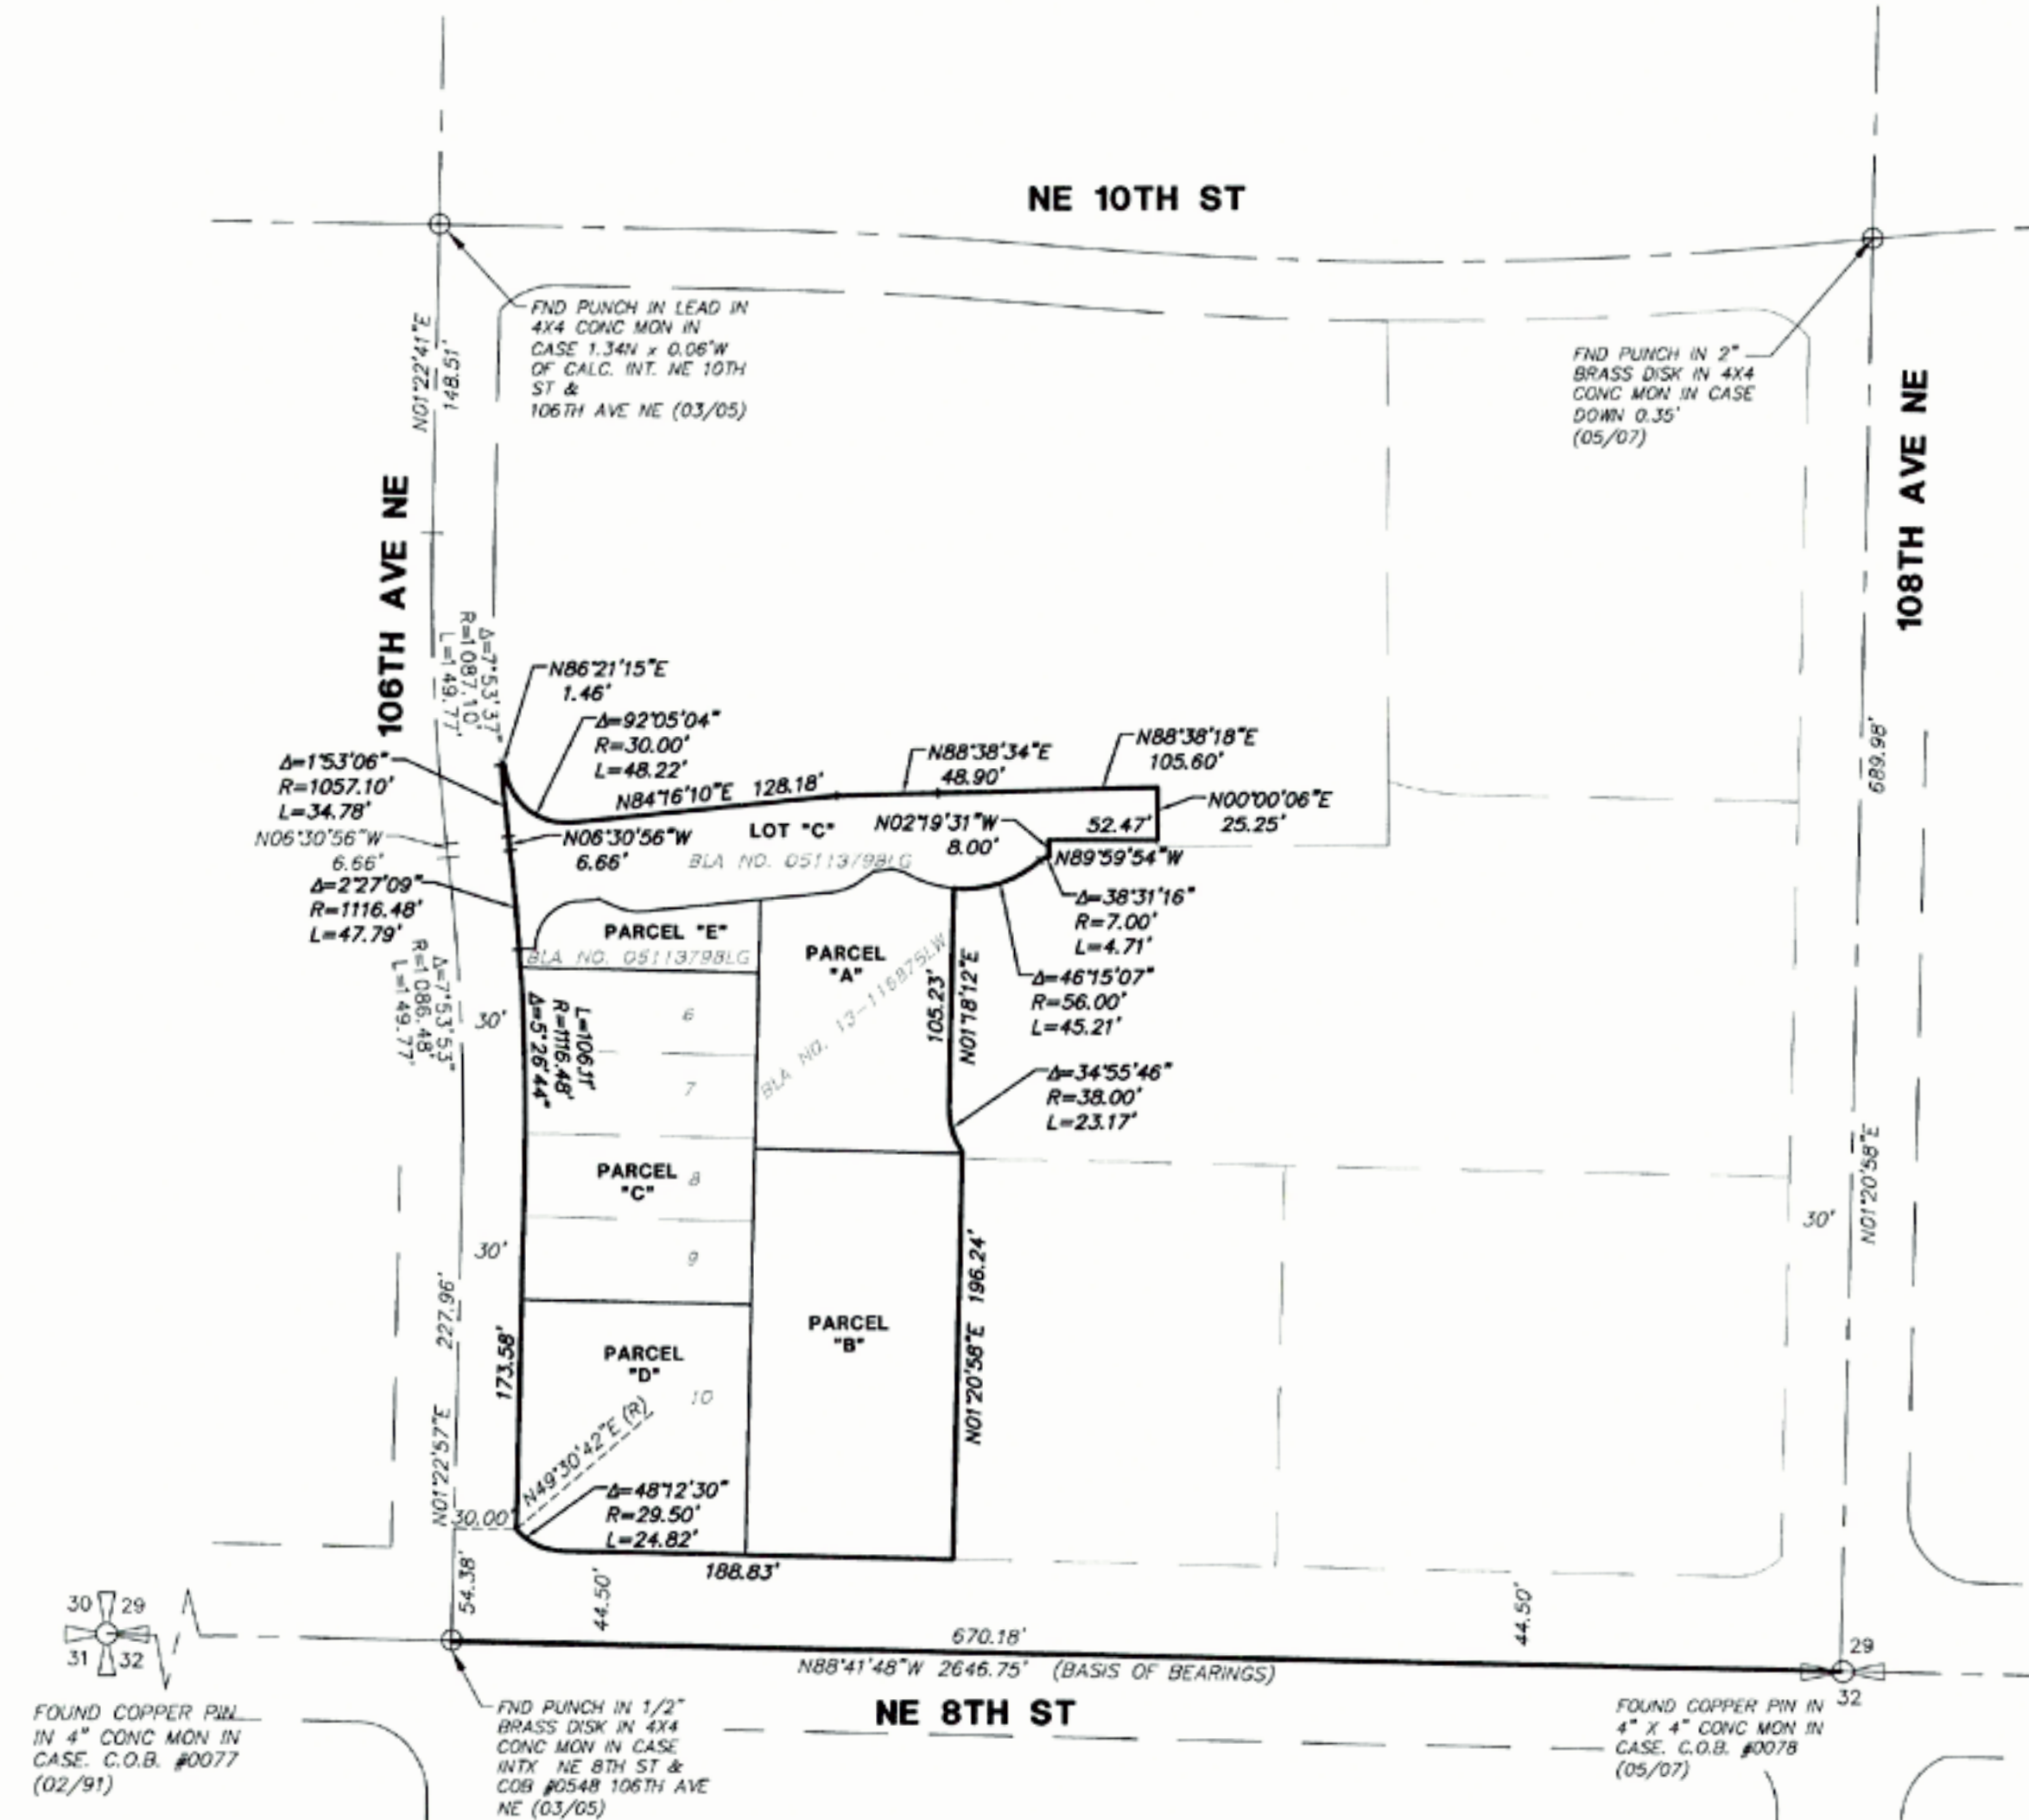 NE 10TH ST
FND PUNCH IN LEAD IN
4X4 CONC MON IN
CASE 1.34N x 0.06'W
OF CALC. INT. NE 10TH
ST &
106TH AVE NE (03/05)
FND PUNCH IN 2"
BRASS DISK IN 4X4
CONC MON IN CASE
DOWN 0.35'
(05/07)
N01°22'41"E
148.51'
106TH AVE NE
108TH AVE NE
Δ=7°53'37"
R=1087.10'
L=149.77'
N86°21'15"E
1.46'
Δ=92°05'04"
R=30.00'
L=48.22'
N84°16'10"E 128.18'
N88°38'34"E
48.90'
N88°38'18"E
105.60'
N00°00'06"E
25.25'
689.98'
Δ=1°53'06"
R=1057.10'
L=34.78'
N06°30'56"W
6.66'
N06°30'56"W
6.66'
LOT "C"
BLA NO. 05113798LG
N02°19'31"W
8.00'
52.47'
N89°59'54"W
Δ=2°27'09"
R=1116.48'
L=47.79'
Δ=38°31'16"
R=7.00'
L=4.71'
PARCEL "E"
BLA NO. 05113798LG
PARCEL
"A"
BLA NO. 13-116875LW
105.23'
N01°18'12"E
Δ=46°15'07"
R=56.00'
L=45.21'
Δ=7°53'53"
R=1086.48'
L=149.77'
30'
L=106.11'
R=1116.48'
Δ=5°26'44"
6
7
Δ=34°55'46"
R=38.00'
L=23.17'
PARCEL
"C"
8
9
30'
30'
N01°20'58"E
227.96'
N01°22'57"E
173.58'
PARCEL
"D"
10
PARCEL
"B"
N01°20'58"E 196.24'
N49°30'42"E (R)
30.00'
Δ=48°12'30"
R=29.50'
L=24.82'
188.83'
54.38'
44.50'
44.50'
30 29
31 32
670.18'
N88°41'48"W 2646.75' (BASIS OF BEARINGS)
NE 8TH ST
29
32
FOUND COPPER PIN
IN 4" CONC MON IN
CASE. C.O.B. #0077
(02/91)
FND PUNCH IN 1/2"
BRASS DISK IN 4X4
CONC MON IN CASE
INTX NE 8TH ST &
COB #0548 106TH AVE
NE (03/05)
FOUND COPPER PIN IN
4" X 4" CONC MON IN
CASE. C.O.B. #0078
(05/07)